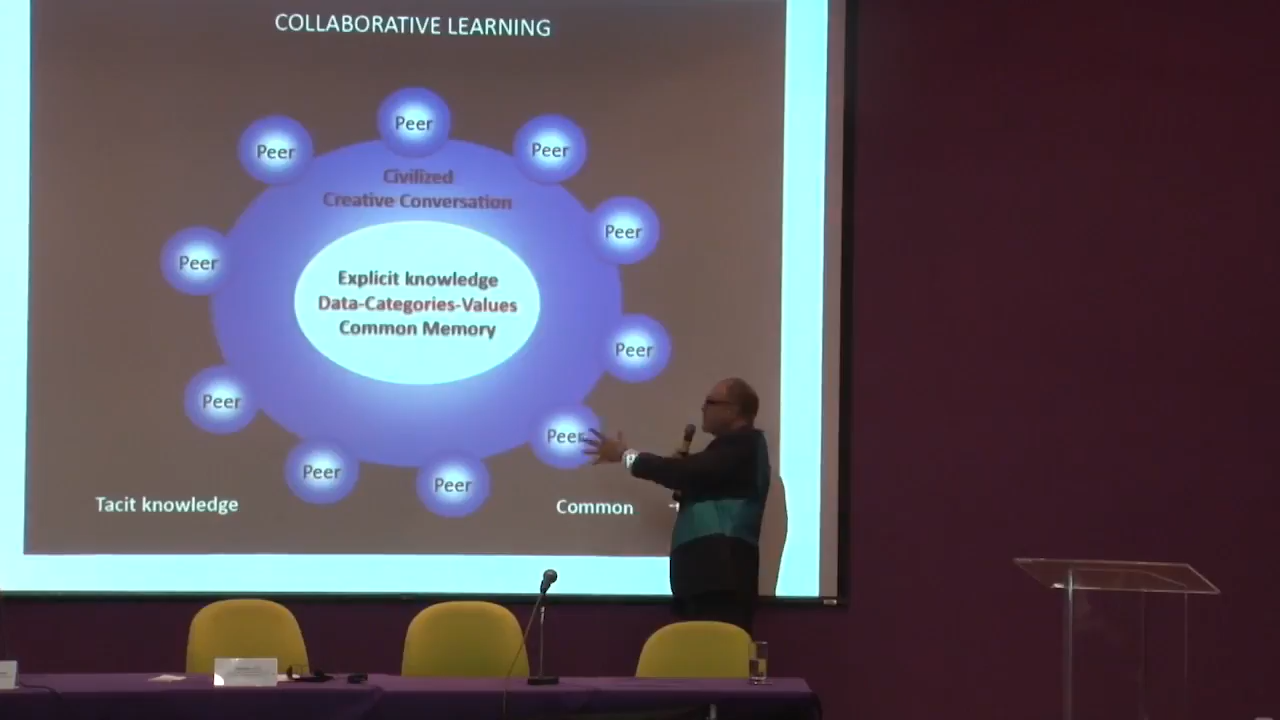 COLLABORATIVE LEARNING
Peer
Peer
Peer
Civilized
Creative Conversation
Peer
Peer
Explicit knowledge
Data-Categories-Values
Common Memory
Peer
Peer
Peer
Peer
Peer
Tacit knowledge
Common